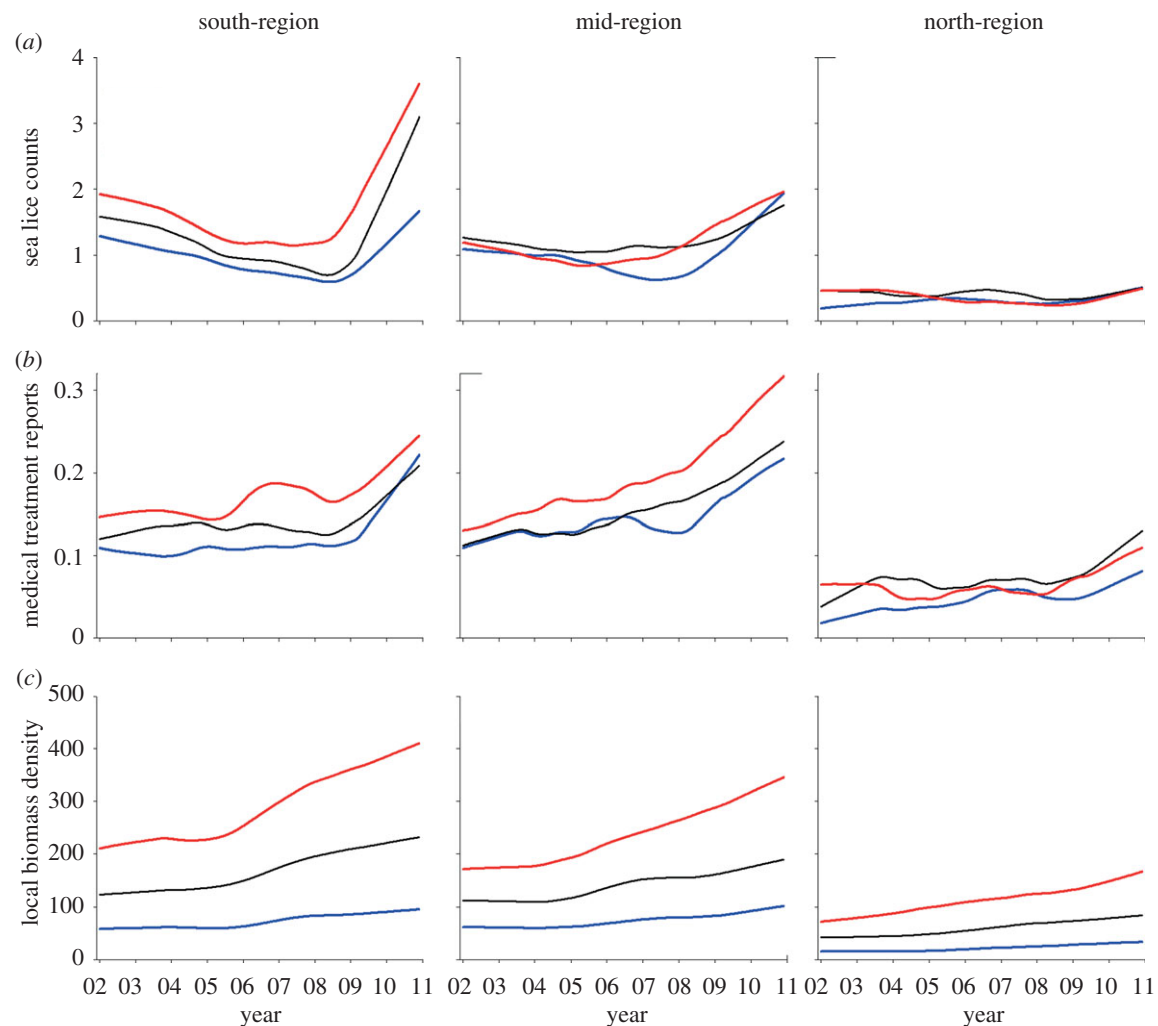 south-region mid-region north-region
(a)
4
3
2
1
0
sea lice counts
(b)
0.3
0.2
0.1
0
medical treatment reports
(c)
500
400
300
200
100
0
local biomass density
02 03 04 05 06 07 08 09 10 11 02 03 04 05 06 07 08 09 10 11 02 03 04 05 06 07 08 09 10 11
year year year